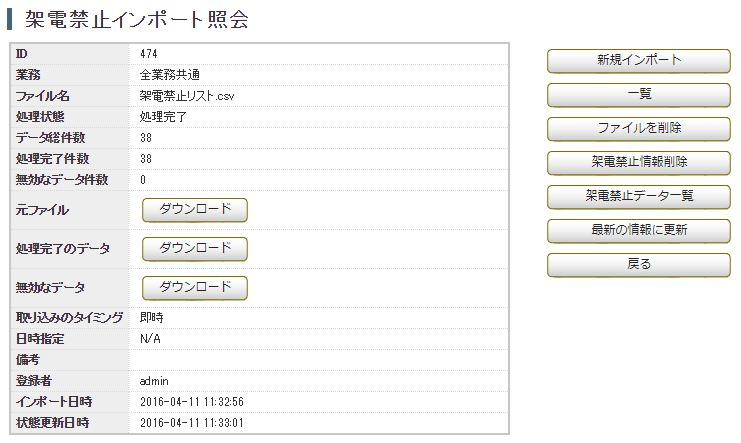 架電禁止インポート照会
ID 474
業務 全業務共通
ファイル名 架電禁止リスト.csv
処理状態 処理完了
データ総件数 38
処理完了件数 38
無効なデータ件数 0
元ファイル ダウンロード
処理完了のデータ ダウンロード
無効なデータ ダウンロード
取り込みのタイミング 即時
日時指定 N/A
備考
登録者 admin
インポート日時 2016-04-11 11:32:56
状態更新日時 2016-04-11 11:33:01
新規インポート
一覧
ファイルを削除
架電禁止情報削除
架電禁止データ一覧
最新の情報に更新
戻る